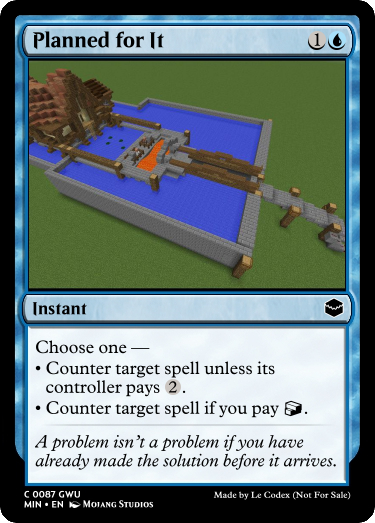 Planned for It
1
Instant
Choose one —
• Counter target spell unless its
controller pays 2.
• Counter target spell if you pay .
A problem isn't a problem if you have
already made the solution before it arrives.
C 0087 GWU
MIN • EN Mojang Studios
Made by Le Codex (Not For Sale)